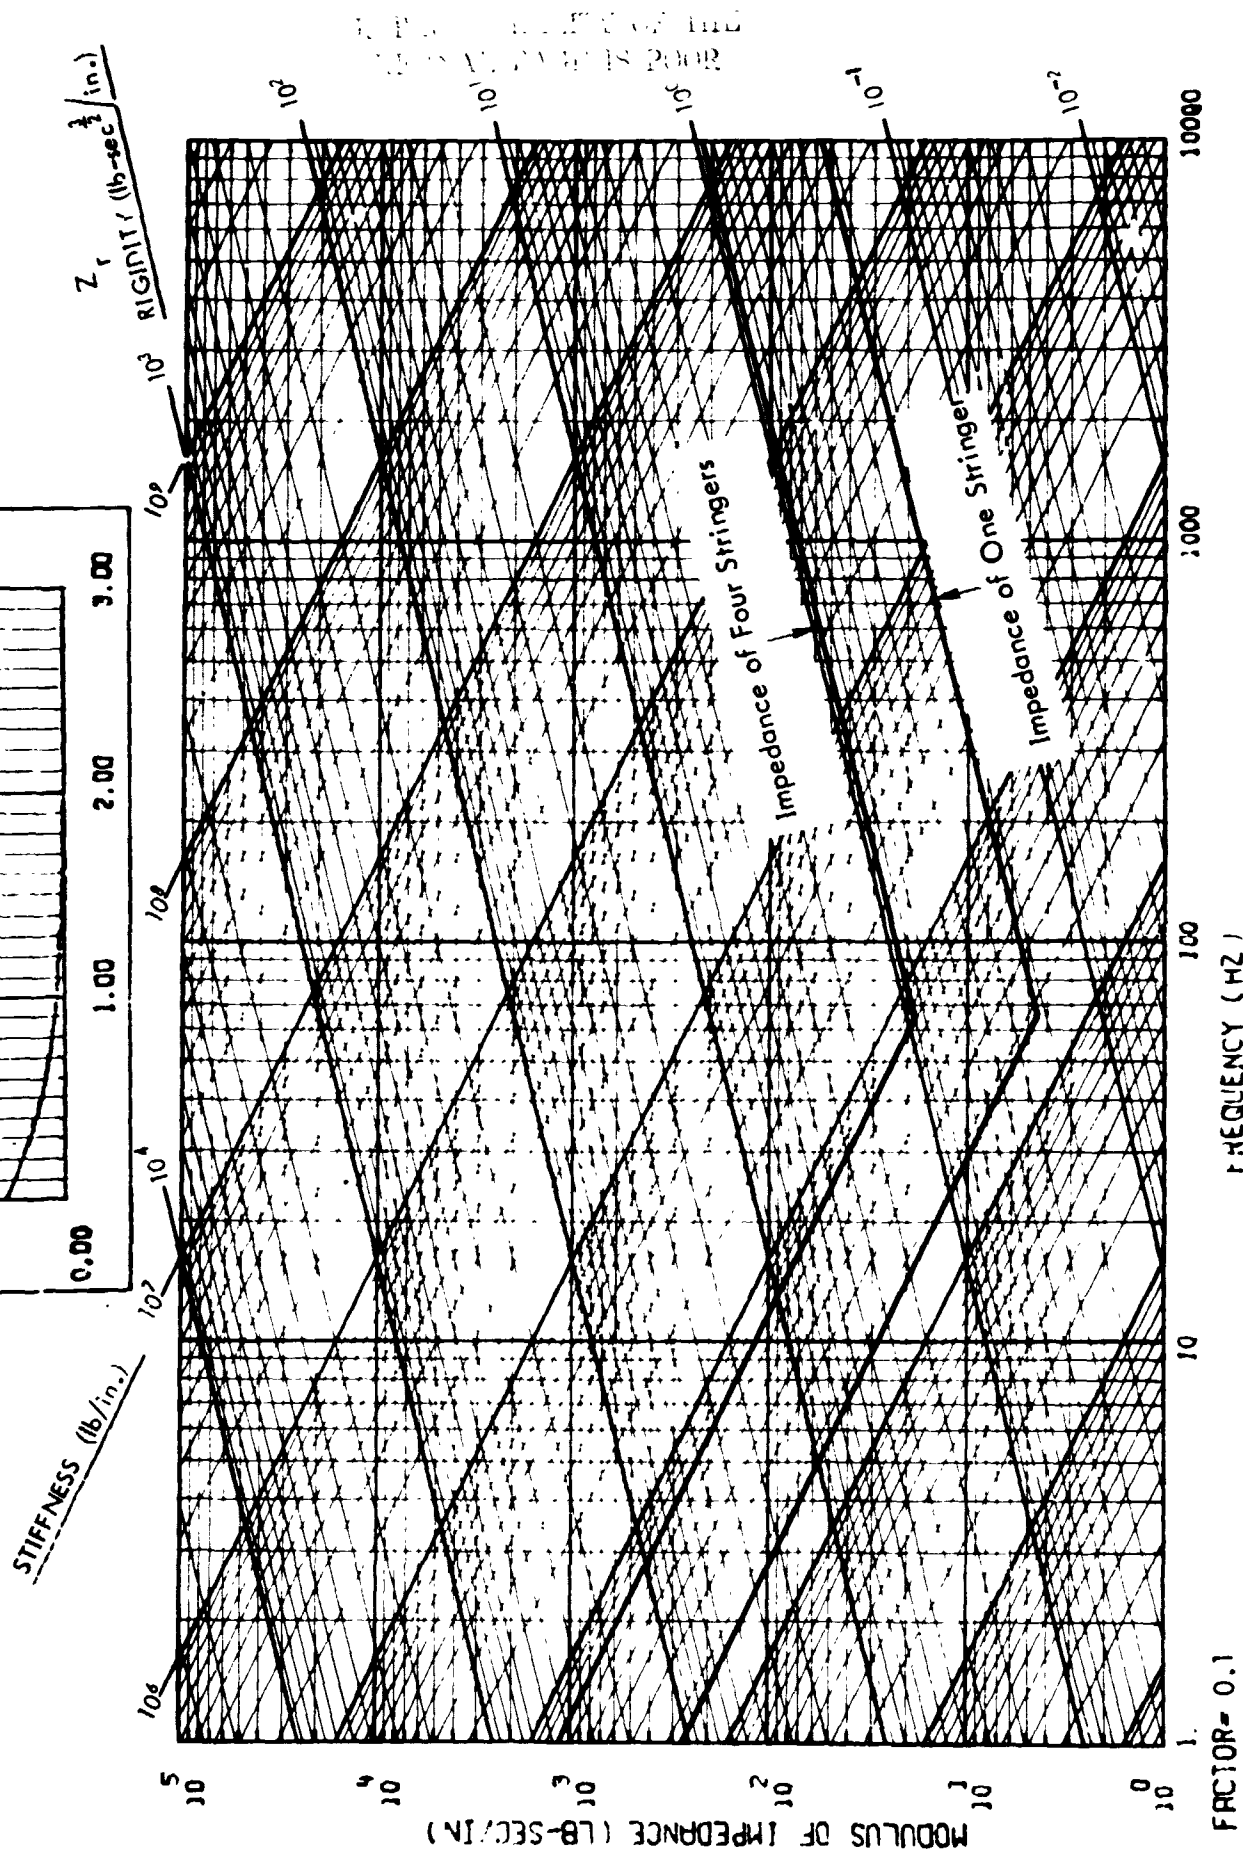 IS POOR
0.00 1.00 2.00 3.00
STIFFNESS (lb/in.)
Z_r
RIGIDITY (lb-sec^3/2/in.)
10^6 10^7 10^4 10^8 10^9 10^3
10^2
10^1
10^0
10^-1
10^-2
MODULUS OF IMPEDANCE (LB-SEC/IN)
10^5
10^4
10^3
10^2
10^1
10^0
Impedance of Four Stringers
Impedance of One Stringer
1. 10 100 1000 10000
FREQUENCY (HZ)
FACTOR= 0.1